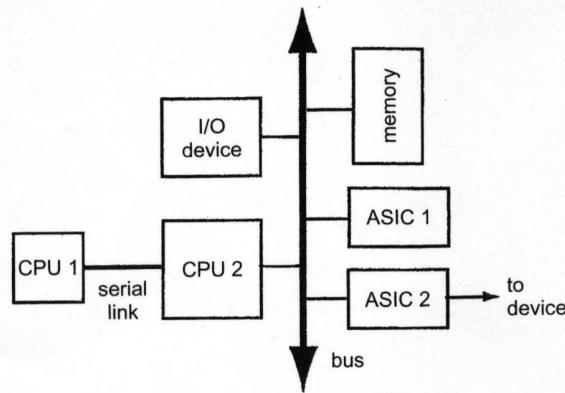 I/O
device
memory
ASIC 1
CPU 1
serial
link
CPU 2
ASIC 2
to
device
bus